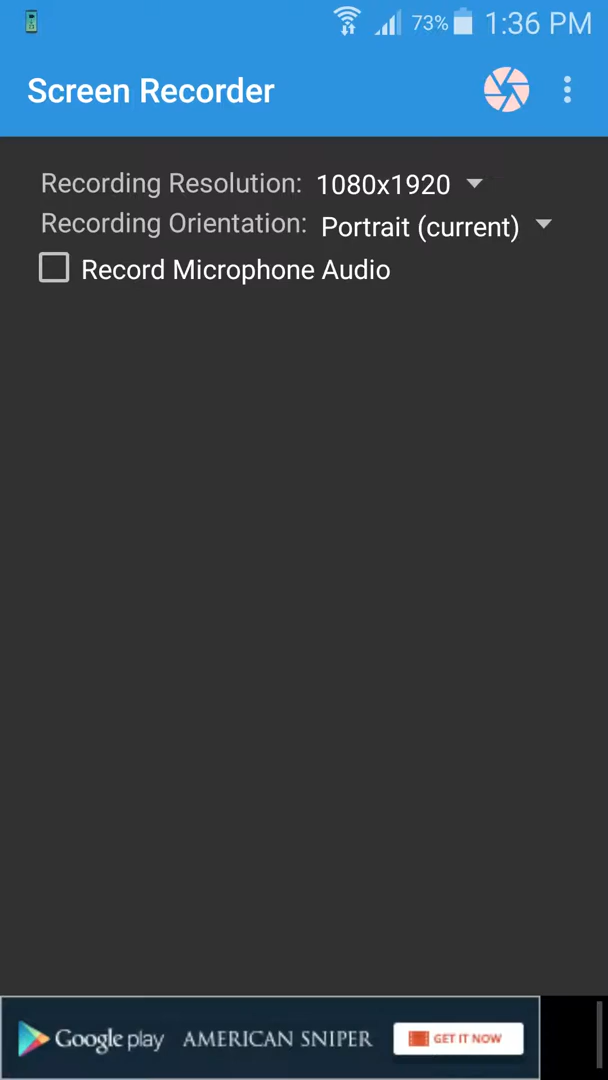 73% 1:36 PM
Screen Recorder
Recording Resolution: 1080x1920
Recording Orientation: Portrait (current)
Record Microphone Audio
Google play AMERICAN SNIPER GET IT NOW